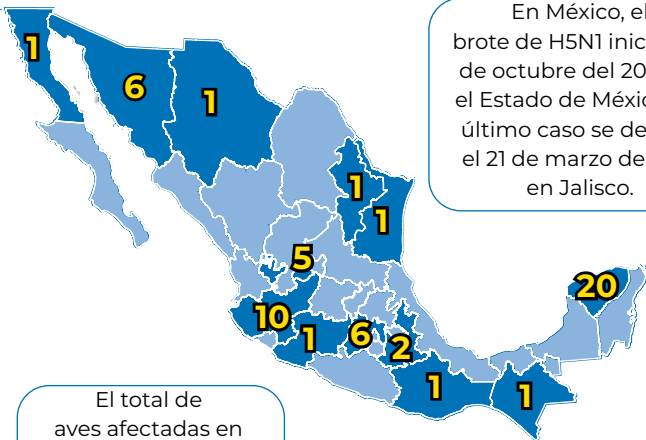 En México, el
brote de H5N1 inic
de octubre del 20
el Estado de Méxic
último caso se de
el 21 de marzo de
en Jalisco.
1
6
1
1
1
5
20
10
1
6
2
1
1
El total de
aves afectadas en